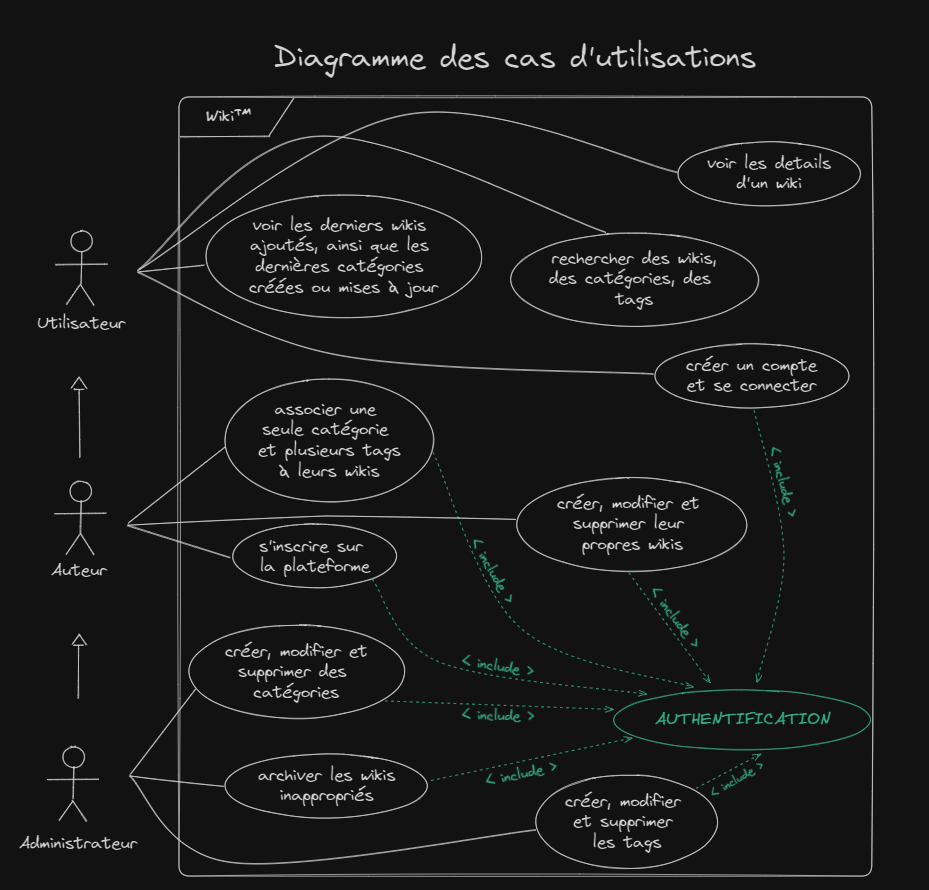 Diagramme des cas d'utilisations
Wiki™
voir les details
d'un wiki
voir les derniers wikis
ajoutés, ainsi que les
dernières catégories
créées ou mises à jour
rechercher des wikis,
des catégories, des
tags
Utilisateur
créer un compte
et se connecter
associer une
seule catégorie
et plusieurs tags
à leurs wikis
< include >
créer, modifier et
supprimer leur
propres wikis
s'inscrire sur
la plateforme
Auteur
< include >
< include >
créer, modifier et
supprimer des
catégories
< include >
< include >
AUTHENTIFICATION
archiver les wikis
inappropriés
< include >
< include >
créer, modifier
et supprimer
les tags
Administrateur